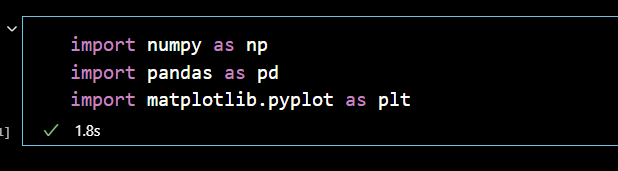 import numpy as np
import pandas as pd
import matplotlib.pyplot as plt
1.8s